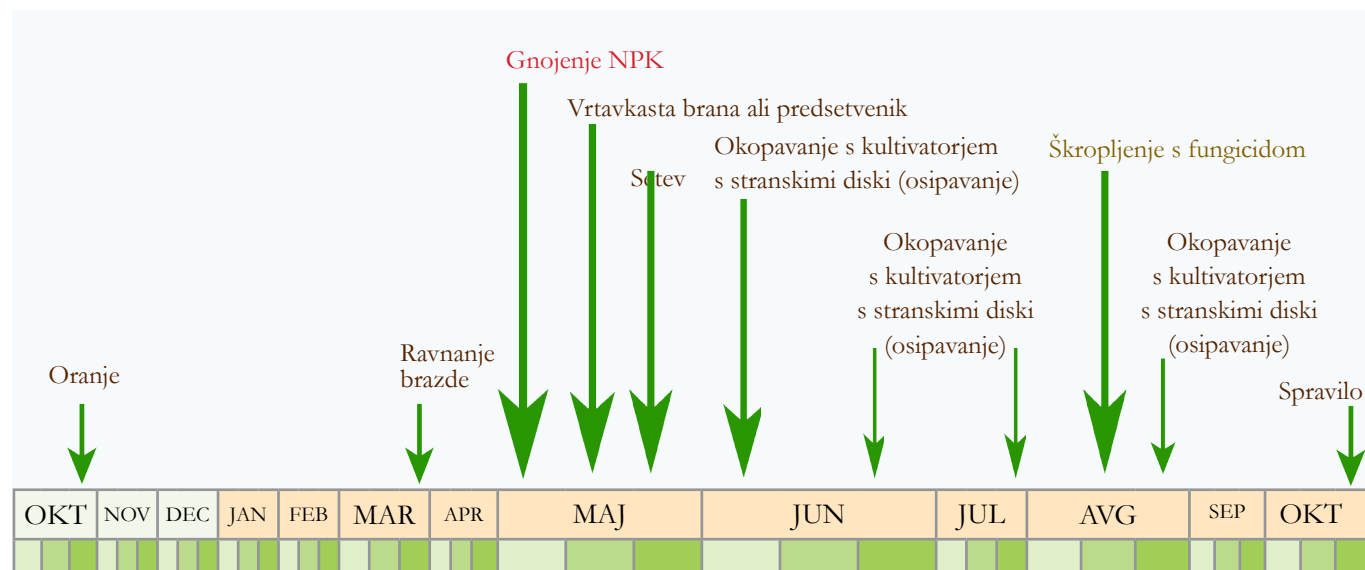 Gnojenje NPK
Vrtavkasta brana ali predsetvenik
Setev
Okopavanje s kultivatorjem
s stranskimi diski (osipavanje)
Škropljenje s fungicidom
Okopavanje
s kultivatorjem
s stranskimi diski
(osipavanje)
Okopavanje
s kultivatorjem
s stranskimi diski
(osipavanje)
Oranje
Ravnanje
brazde
Spravilo
OKT NOV DEC JAN FEB MAR APR MAJ JUN JUL AVG SEP OKT